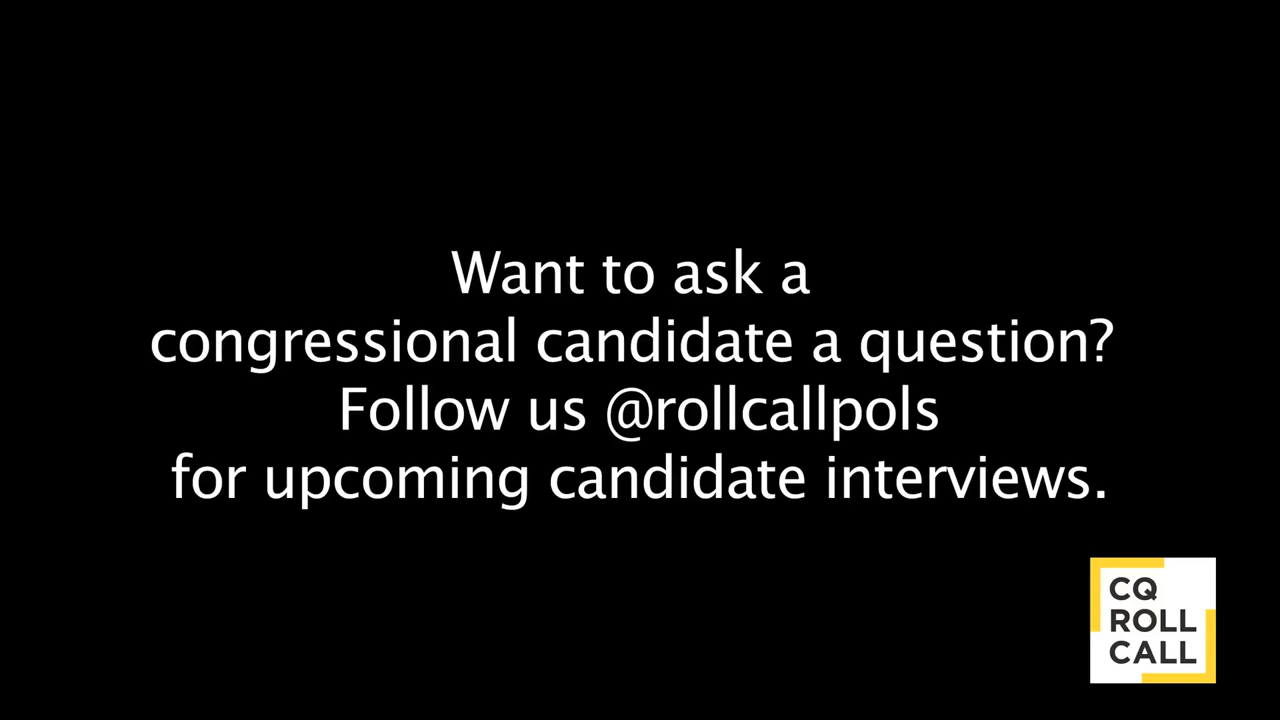 Want to ask a
congressional candidate a question?
Follow us @rollcallpols
for upcoming candidate interviews.
CQ
ROLL
CALL